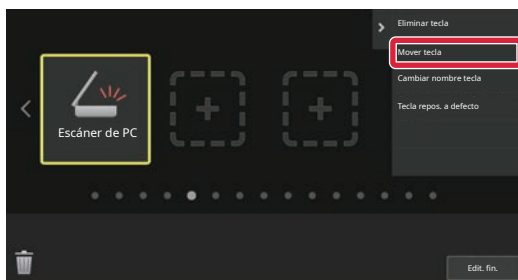 Eliminar tecla
Mover tecla
Cambiar nombre tecla
Tecla repos. a defecto
Escáner de PC
Edit. fin.